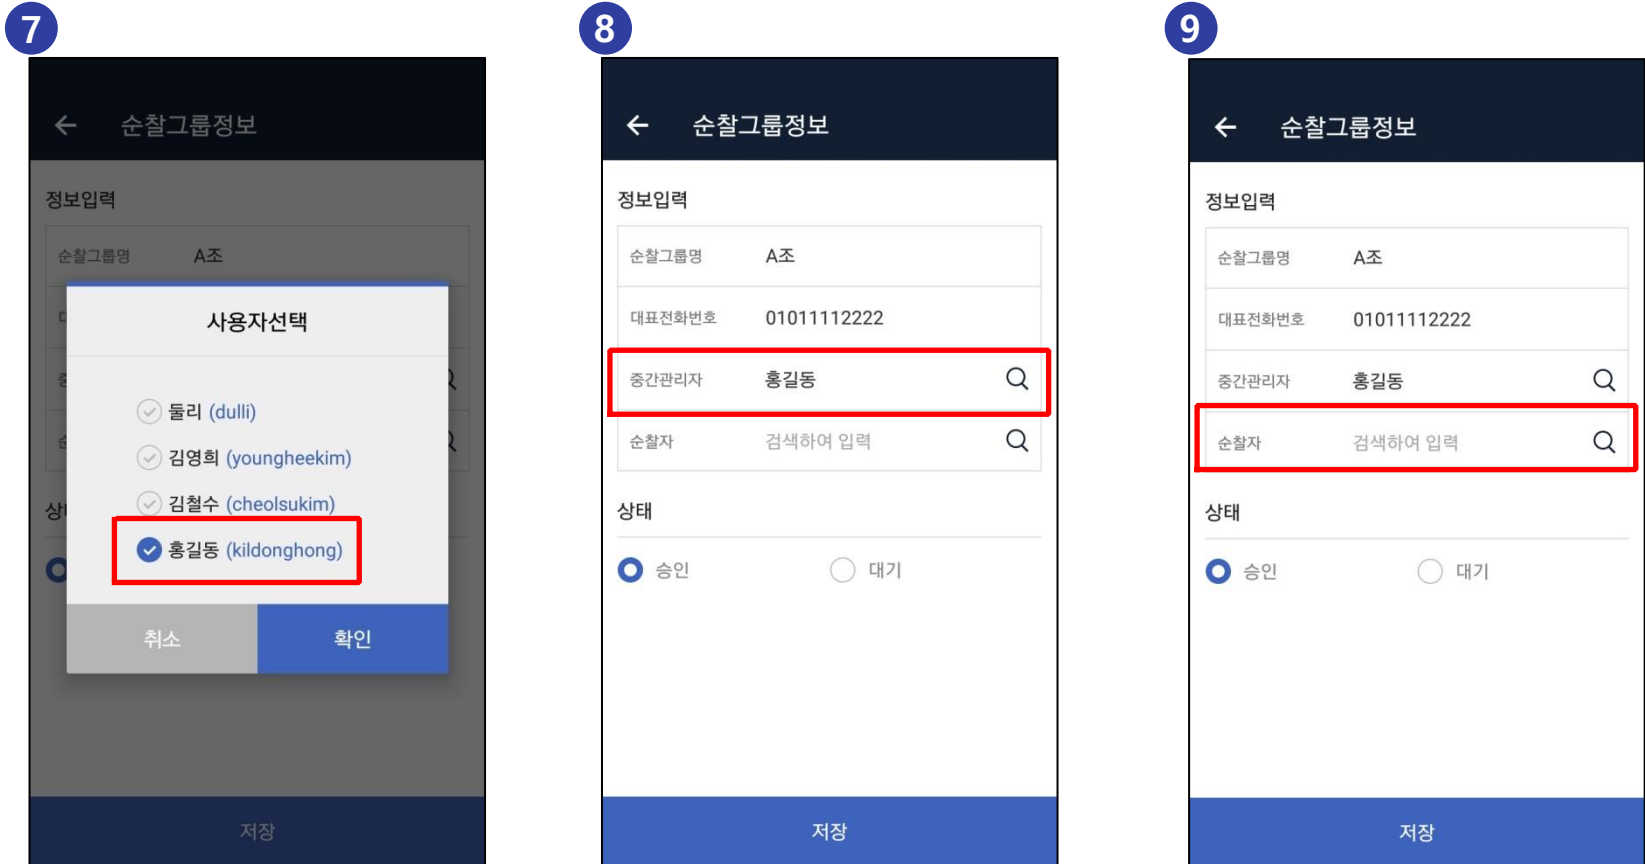 7
순찰그룹정보
정보입력
순찰그룹명 A조
사용자선택
둘리 (dulli)
김영희 (youngheekim)
김철수 (cheolsukim)
홍길동 (kildonghong)
취소 확인
저장
8
순찰그룹정보
정보입력
순찰그룹명 A조
대표전화번호 01011112222
중간관리자 홍길동
순찰자 검색하여 입력
상태
승인 대기
저장
9
순찰그룹정보
정보입력
순찰그룹명 A조
대표전화번호 01011112222
중간관리자 홍길동
순찰자 검색하여 입력
상태
승인 대기
저장